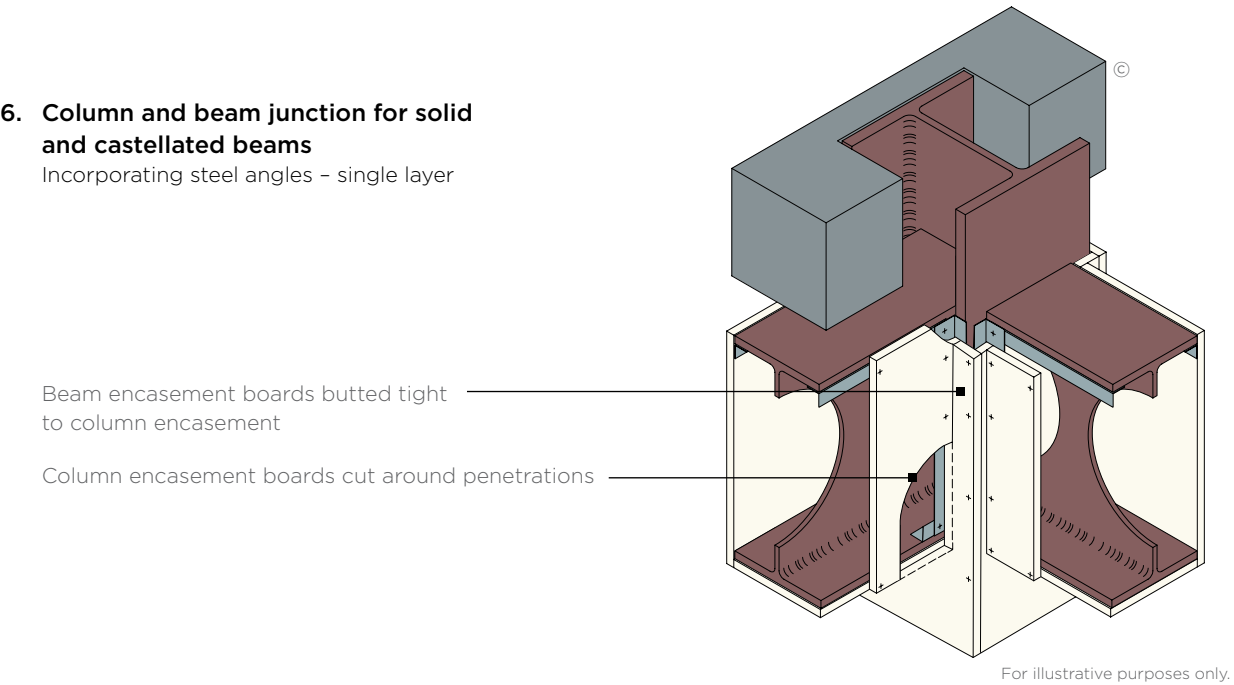 6. Column and beam junction for solid
and castellated beams
Incorporating steel angles – single layer
©
Beam encasement boards butted tight
to column encasement
Column encasement boards cut around penetrations
For illustrative purposes only.